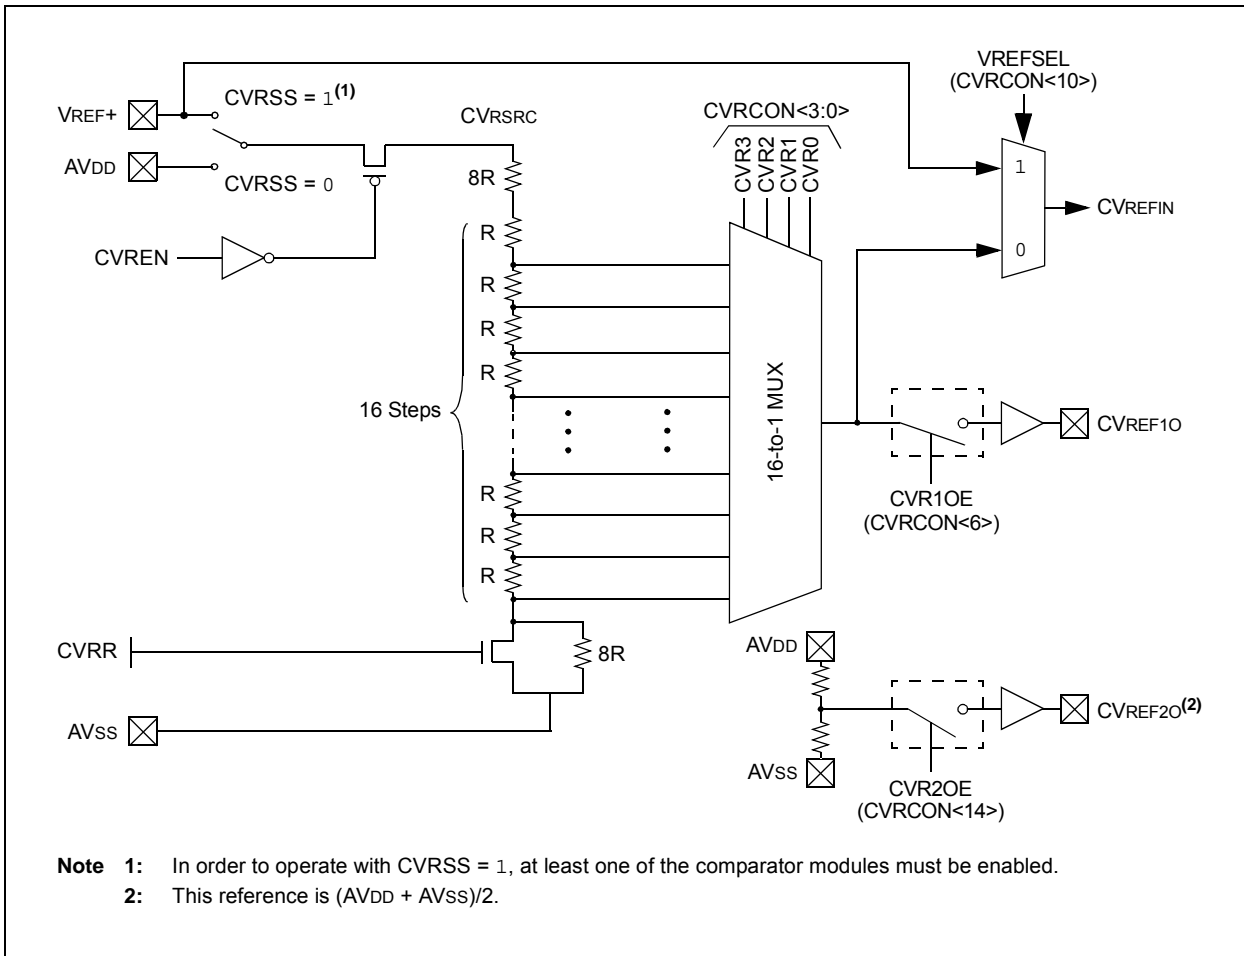 VREFSEL
(CVRCON<10>)
CVRSS = 1(1)
VREF+
CVRSRC
CVRCON<3:0>
CVR3
CVR2
CVR1
CVR0
AVDD
CVRSS = 0
8R
1
CVREFIN
0
CVREN
R
R
R
R
16 Steps
16-to-1 MUX
CVREF1O
CVR1OE
(CVRCON<6>)
R
R
R
CVRR
8R
AVDD
AVSS
CVREF2O(2)
AVSS
CVR2OE
(CVRCON<14>)
Note 1: In order to operate with CVRSS = 1, at least one of the comparator modules must be enabled.
2: This reference is (AVDD + AVSS)/2.